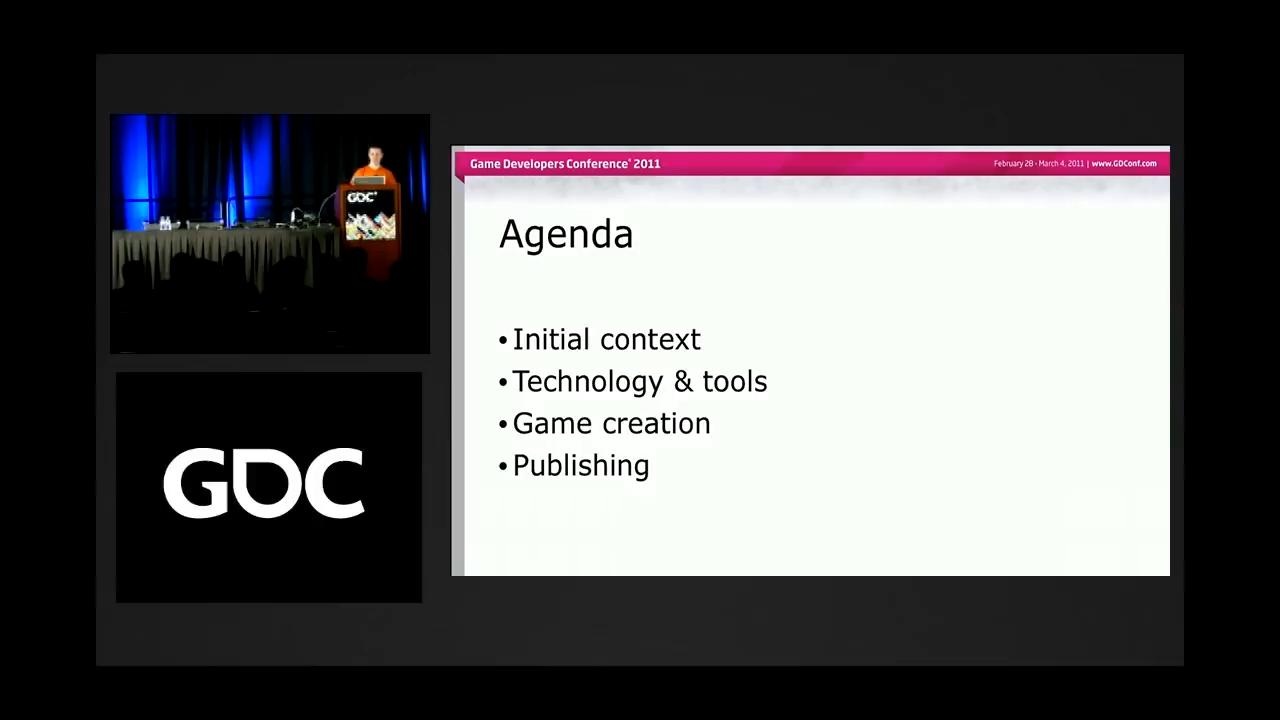 GDC
Game Developers Conference® 2011
February 28 - March 4, 2011 | www.GDConf.com
Agenda
• Initial context
• Technology & tools
• Game creation
• Publishing
GDC